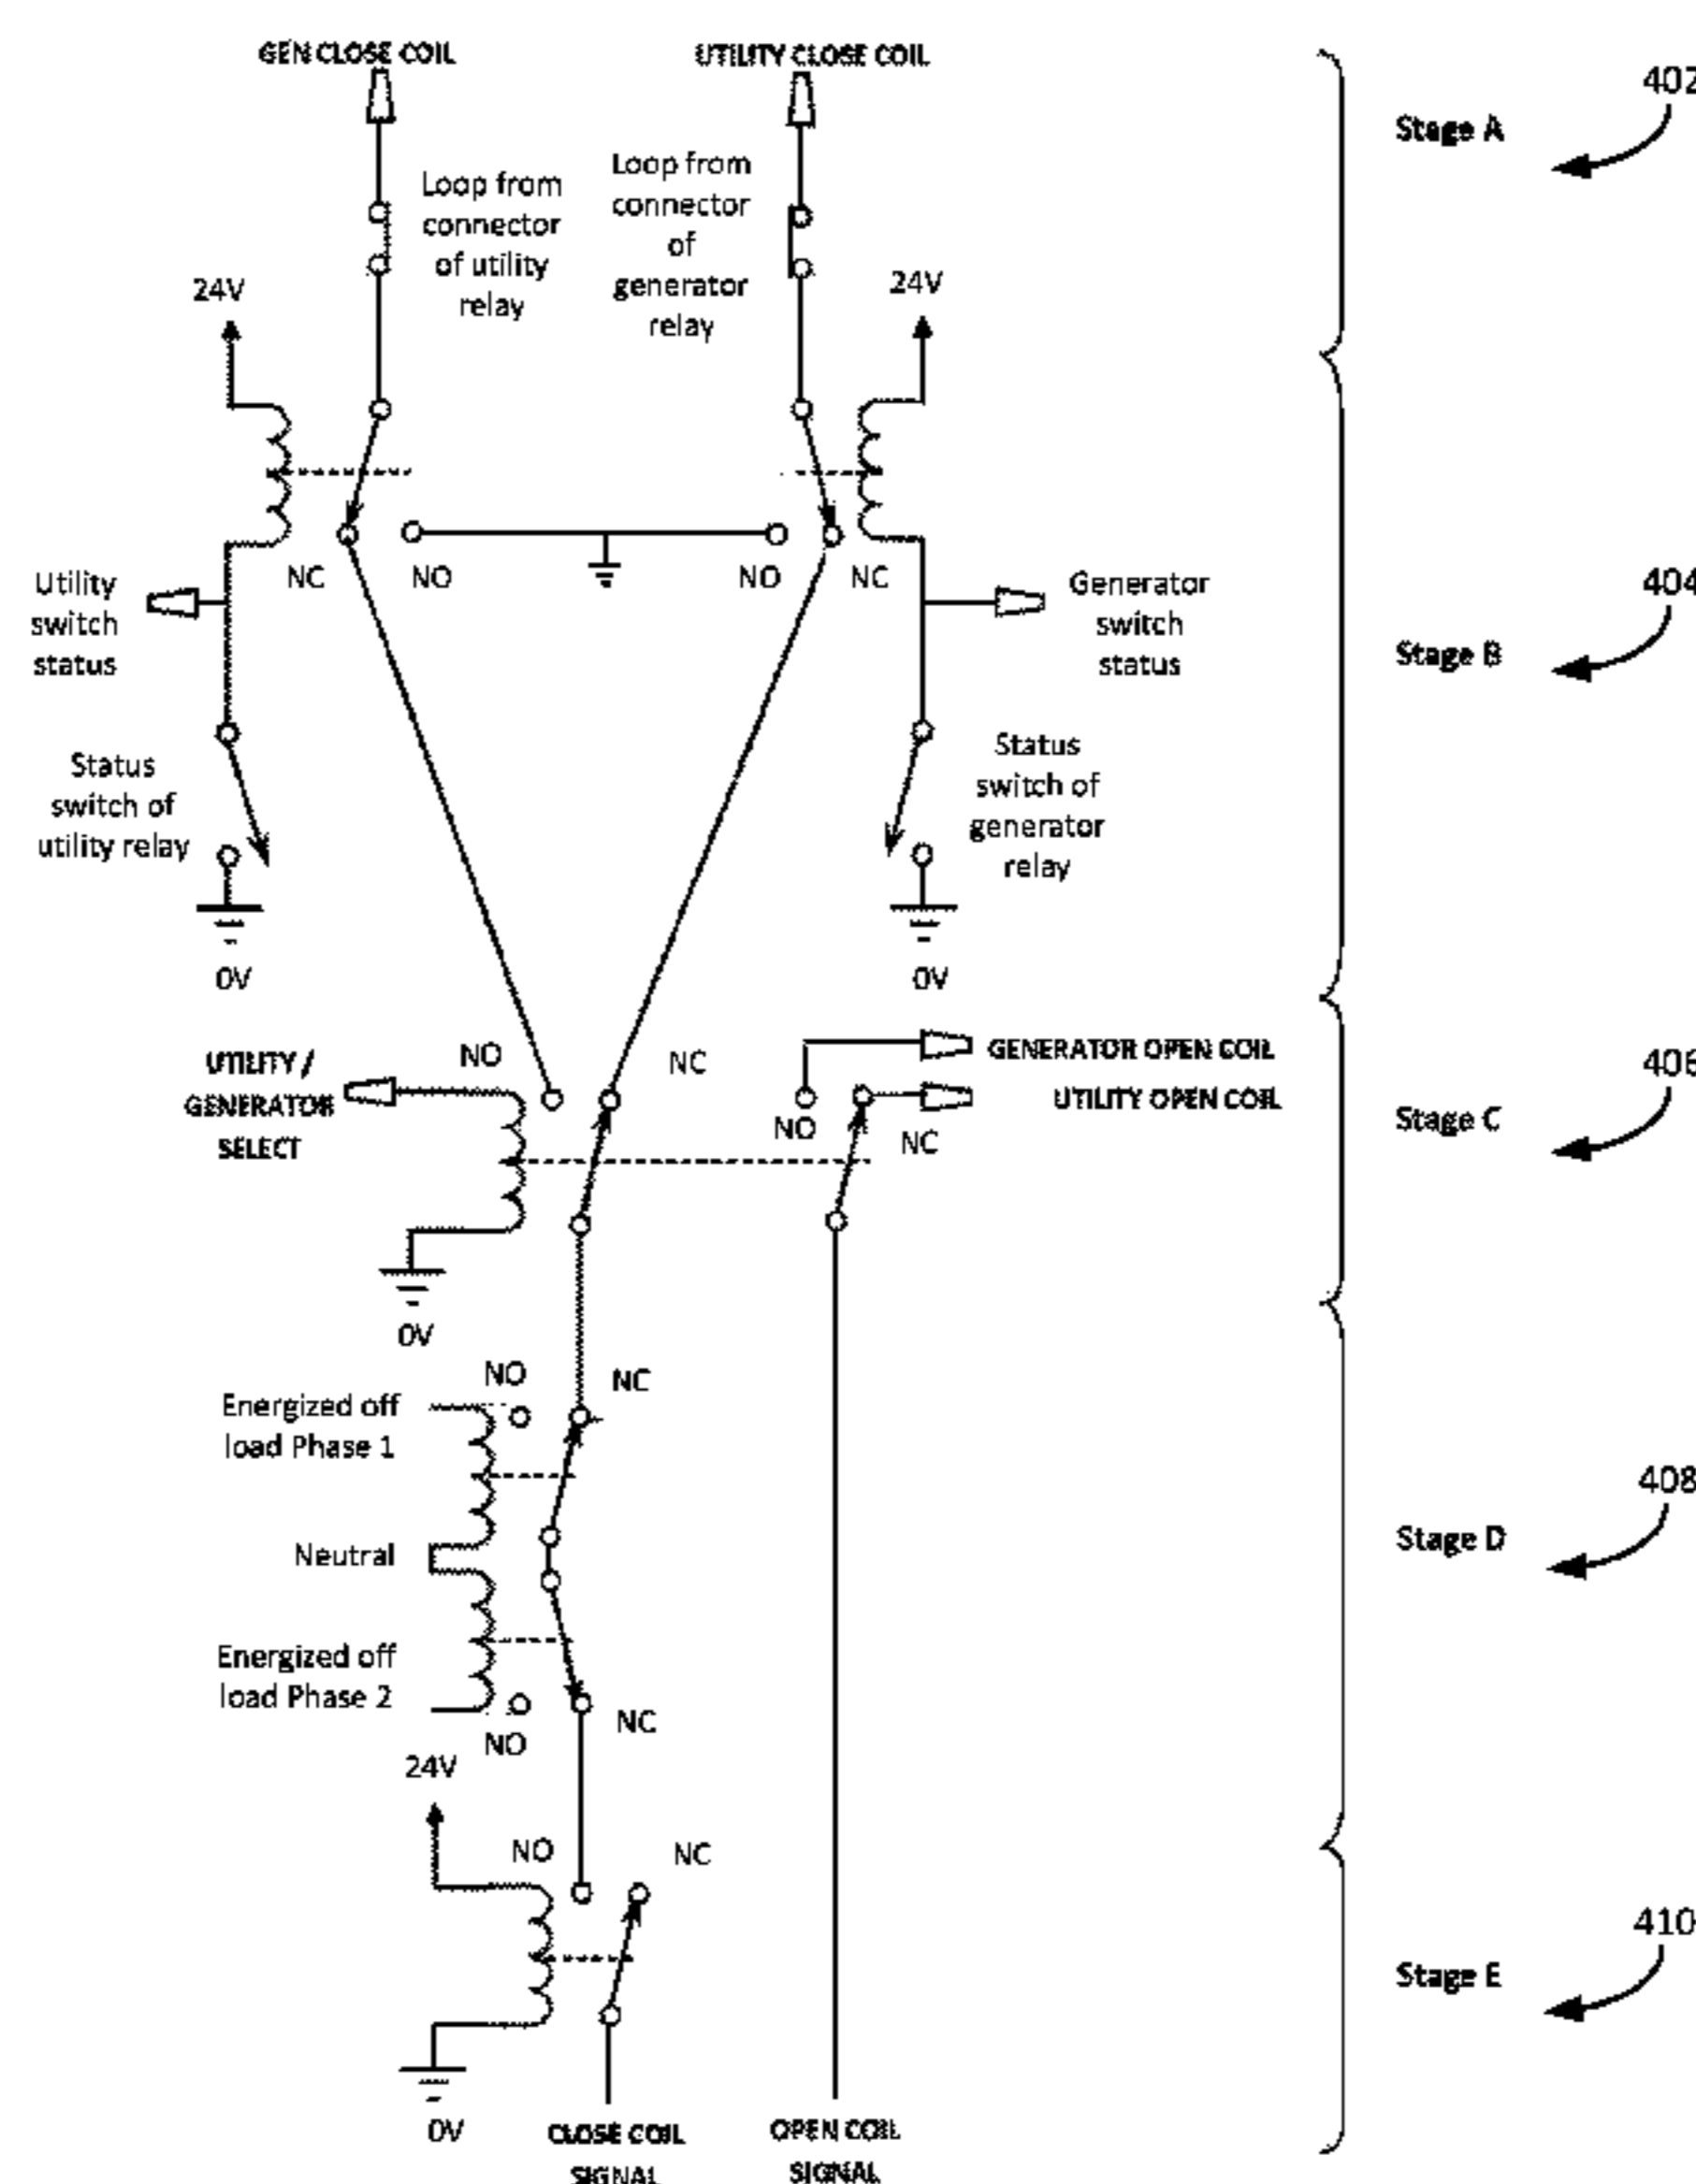 GEN CLOSE COIL
UTILITY CLOSE COIL
402
Stage A
Loop from
connector
of utility
relay
Loop from
connector
of
generator
relay
24V
24V
NC
NO
NO
NC
Utility
switch
status
Generator
switch
status
404
Stage B
Status
switch of
utility relay
Status
switch of
generator
relay
0V
0V
UTILITY /
GENERATOR
SELECT
NO
NC
GENERATOR OPEN COIL
UTILITY OPEN COIL
NO
NC
406
Stage C
0V
NO
NC
Energized off
load Phase 1
Neutral
Energized off
load Phase 2
NO
NC
408
Stage D
24V
NO
NC
410
Stage E
0V
CLOSE COIL
SIGNAL
OPEN COIL
SIGNAL